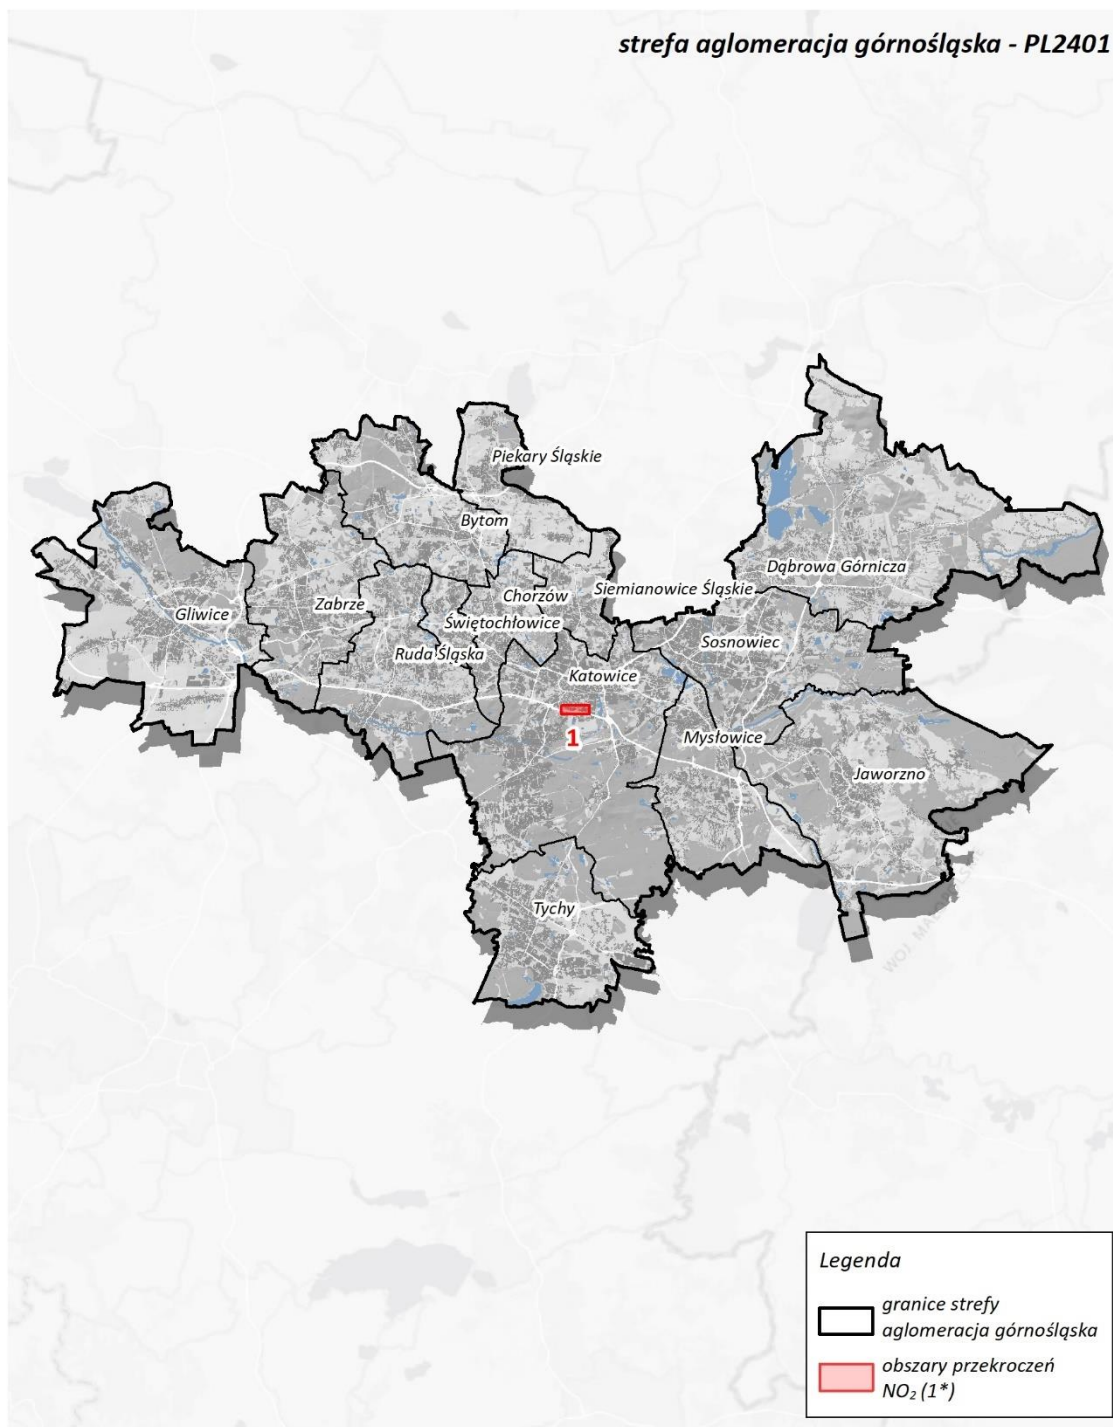 strefa aglomeracja górnośląska - PL2401
Piekary Śląskie
Bytom
Dąbrowa Górnicza
Siemianowice Śląskie
Chorzów
Zabrze
Gliwice
Świętochłowice
Sosnowiec
Ruda Śląska
Katowice
1
Mysłowice
Jaworzno
Tychy
Legenda
granice strefy
aglomeracja górnośląska
obszary przekroczeń
NO₂ (1*)